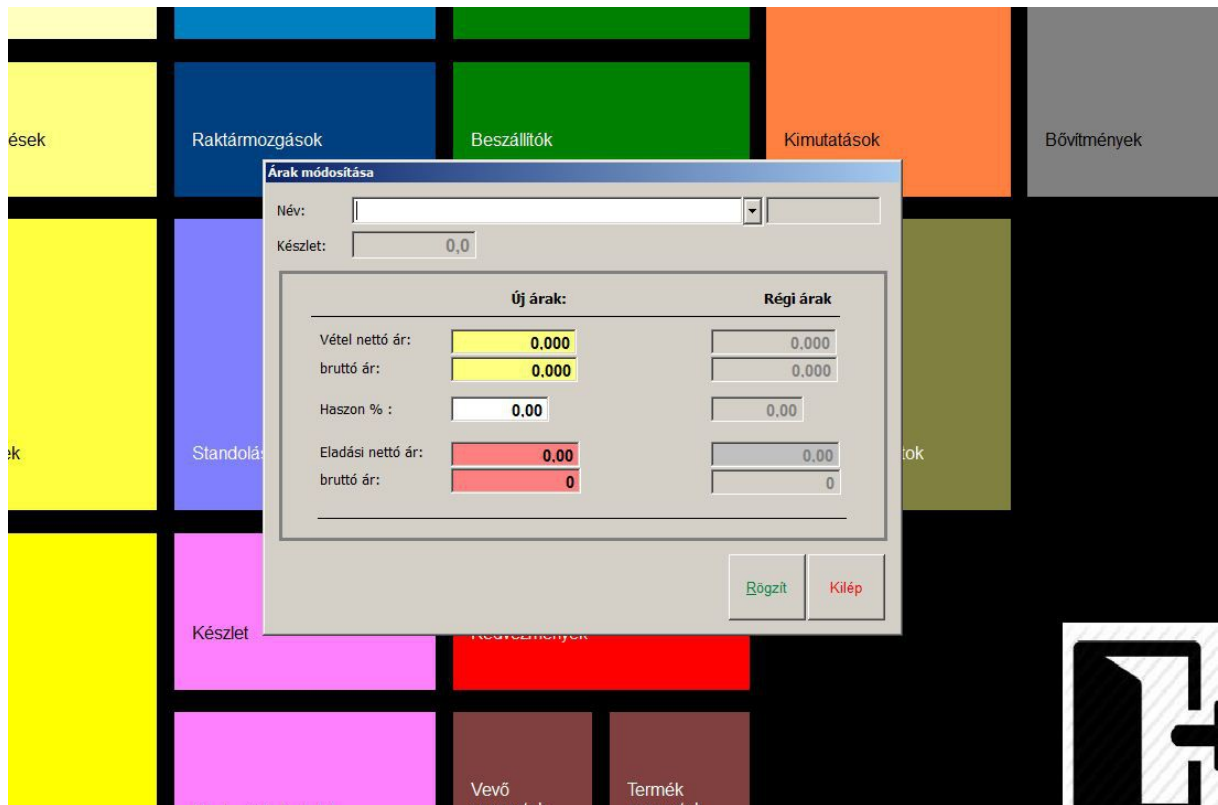 ések
Raktármozgások
Beszállítók
Kimutatások
Bővítmények
Árak módosítása
Név:
Készlet: 0,0
Új árak: Régi árak
Vétel nettó ár: 0,000 0,000
bruttó ár: 0,000 0,000
Haszon % : 0,00 0,00
Eladási nettó ár: 0,00 0,00
bruttó ár: 0 0
Rögzít Kilép
ek
Standolás
tok
Készlet
Kedvezmények
Vevő
Termék